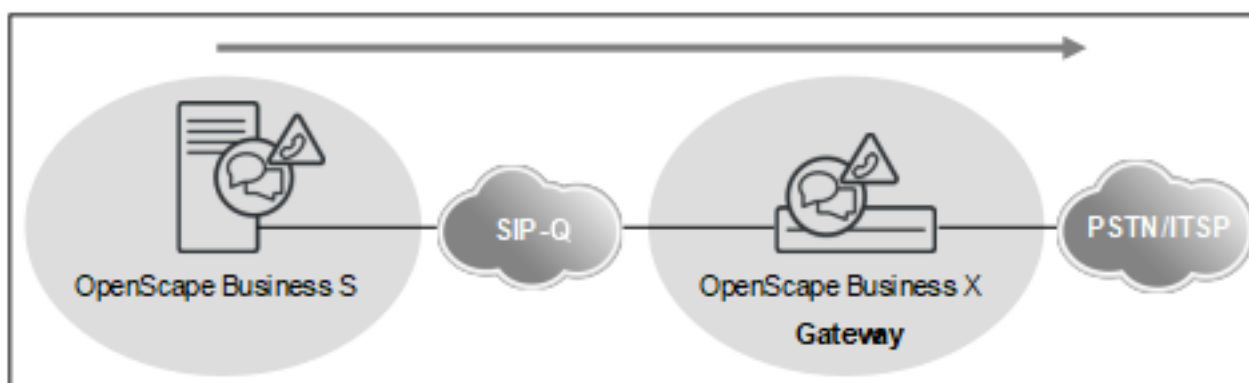 SIP-Q
PSTN/ITSP
OpenScape Business S
OpenScape Business X
Gateway